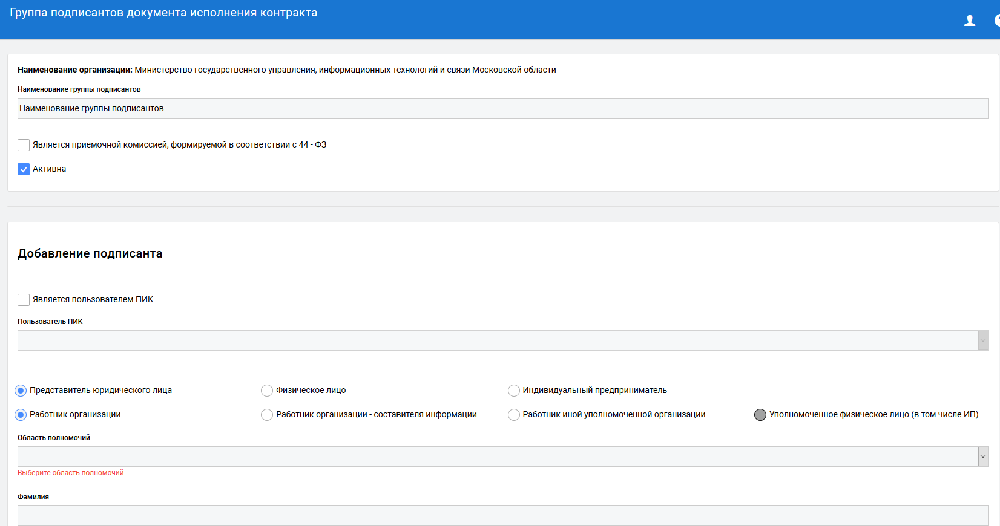 Группа подписантов документа исполнения контракта
Наименование организации: Министерство государственного управления, информационных технологий и связи Московской области
Наименование группы подписантов
Наименование группы подписантов
Является приемочной комиссией, формируемой в соответствии с 44 - ФЗ
Активна
Добавление подписанта
Является пользователем ПИК
Пользователь ПИК
Представитель юридического лица Физическое лицо Индивидуальный предприниматель
Работник организации Работник организации - составителя информации Работник иной уполномоченной организации Уполномоченное физическое лицо (в том числе ИП)
Область полномочий
Выберите область полномочий
Фамилия